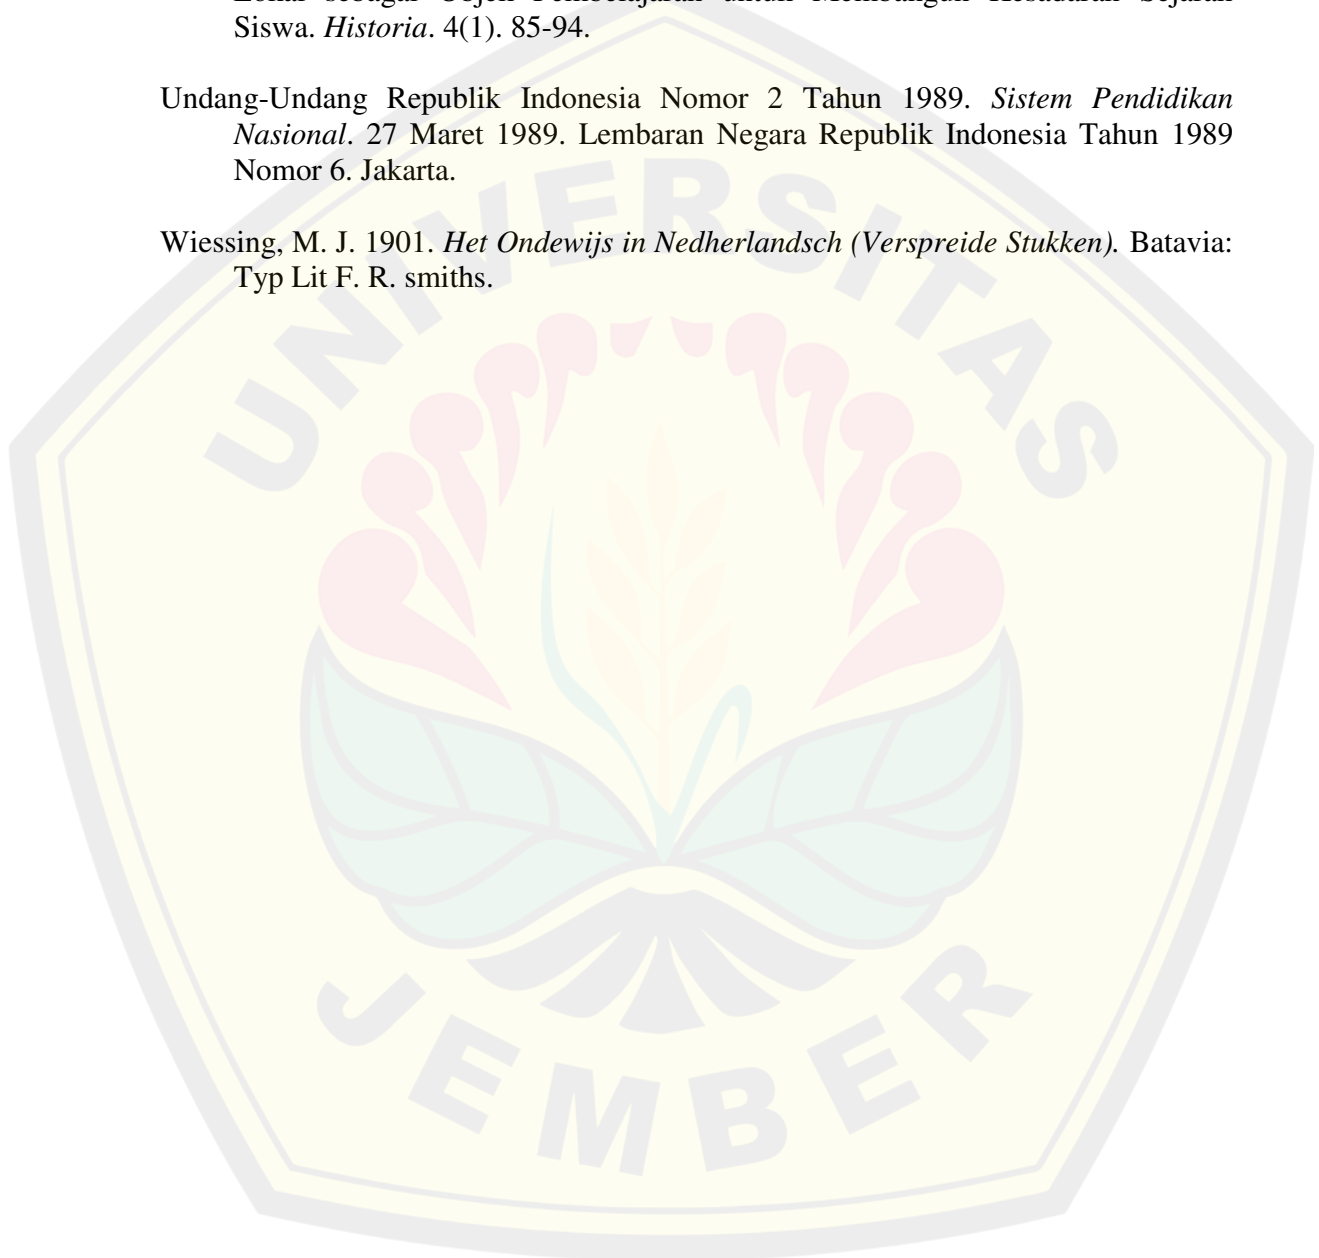 sebagai Objek Pembelajaran untuk Membangun Kesadaran Sejarah
Siswa. Historia. 4(1). 85-94.
Undang-Undang Republik Indonesia Nomor 2 Tahun 1989. Sistem Pendidikan
Nasional. 27 Maret 1989. Lembaran Negara Republik Indonesia Tahun 1989
Nomor 6. Jakarta.
Wiessing, M. J. 1901. Het Ondewijs in Nedherlandsch (Verspreide Stukken). Batavia:
Typ Lit F. R. smiths.
UNIVERSITAS
JEMBER